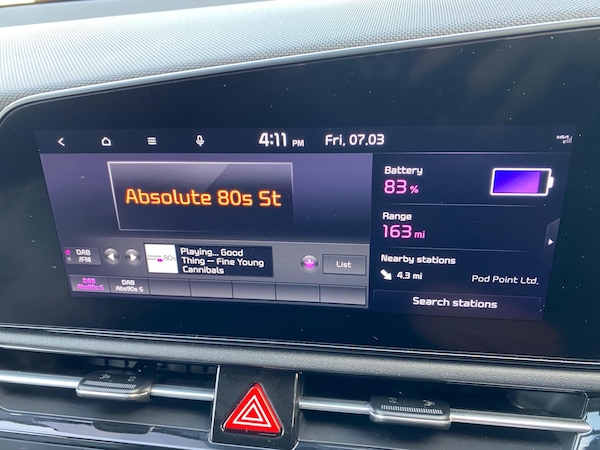 4:11 PM Fri, 07.03
Absolute 80s St
Battery
83 %
Range
163 mi
DAB
/FM
80s
Playing... Good
Thing -- Fine Young
Cannibals
List
Nearby stations
4.3 mi Pod Point Ltd.
Search stations
DAB
Abs80s S
DAB
Abs90s S